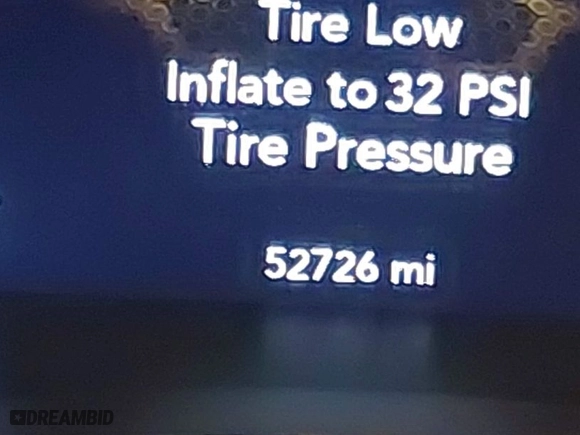 Tire Low
Inflate to 32 PSI
Tire Pressure
52726 mi
DREAMBID